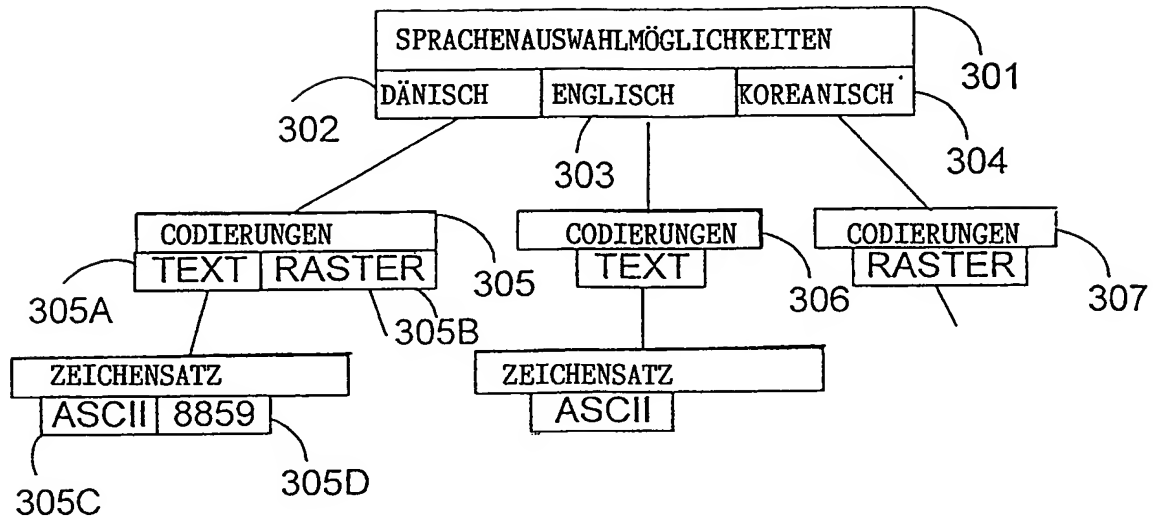 SPRACHENAUSWAHLMÖGLICHKEITEN
301
DÄNISCH ENGLISCH KOREANISCH
302
303
304
CODIERUNGEN
TEXT RASTER
305
305A
305B
CODIERUNGEN
TEXT
306
CODIERUNGEN
RASTER
307
ZEICHENSATZ
ASCII 8859
305C
305D
ZEICHENSATZ
ASCII